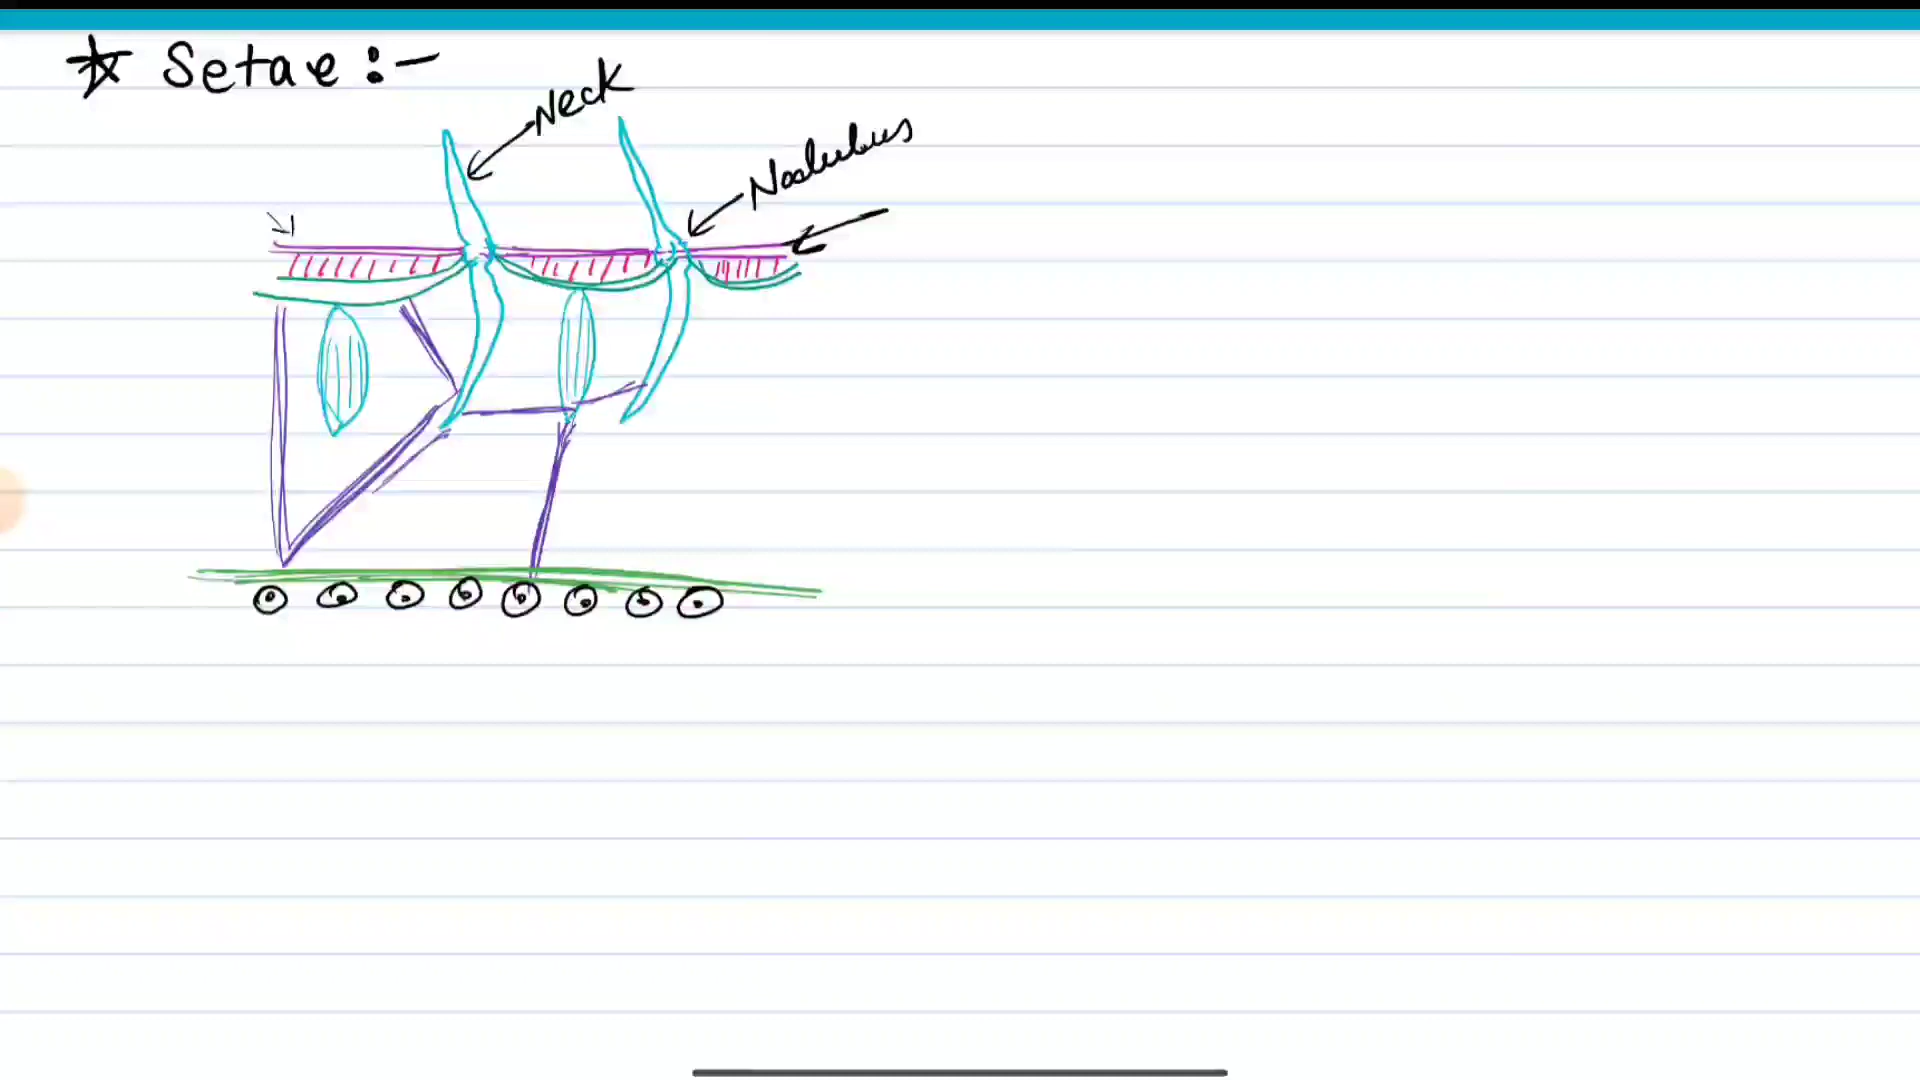 ☆ Setae :-
Neck
Nodulus